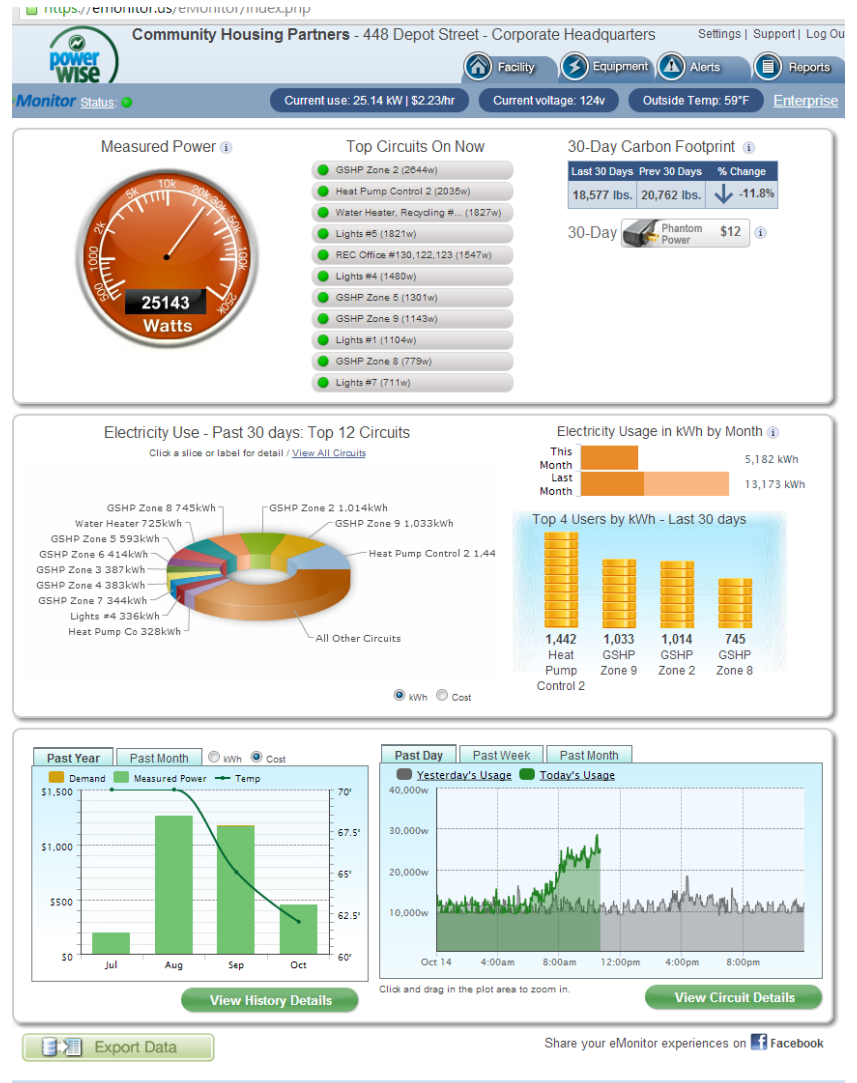 https://emonitor.us/eMonitor/index.php
power wise
Community Housing Partners - 448 Depot Street - Corporate Headquarters
Settings | Support | Log Ou
Facility
Equipment
Alerts
Reports
Monitor Status:
Current use: 25.14 kW | $2.23/hr
Current voltage: 124v
Outside Temp: 59°F
Enterprise
Measured Power
500
1000
2k
5k
10k
20k
30k
50k
100k
250k
25143
Watts
Top Circuits On Now
GSHP Zone 2 (2644w)
Heat Pump Control 2 (2035w)
Water Heater, Recycling #... (1827w)
Lights #5 (1821w)
REC Office #130,122,123 (1547w)
Lights #4 (1480w)
GSHP Zone 5 (1301w)
GSHP Zone 9 (1143w)
Lights #1 (1104w)
GSHP Zone 8 (779w)
Lights #7 (711w)
30-Day Carbon Footprint
Last 30 Days Prev 30 Days % Change
18,577 lbs. 20,762 lbs. -11.8%
30-Day Phantom Power $12
Electricity Use - Past 30 days: Top 12 Circuits
Click a slice or label for detail / View All Circuits
GSHP Zone 8 745kWh
Water Heater 725kWh
GSHP Zone 5 593kWh
GSHP Zone 6 414kWh
GSHP Zone 3 387kWh
GSHP Zone 4 383kWh
GSHP Zone 7 344kWh
Lights #4 336kWh
Heat Pump Co 328kWh
GSHP Zone 2 1,014kWh
GSHP Zone 9 1,033kWh
Heat Pump Control 2 1,44
All Other Circuits
kWh Cost
Electricity Usage in kWh by Month
This Month 5,182 kWh
Last Month 13,173 kWh
Top 4 Users by kWh - Last 30 days
1,442 Heat Pump Control 2
1,033 GSHP Zone 9
1,014 GSHP Zone 2
745 GSHP Zone 8
Past Year Past Month kWh Cost
Demand Measured Power Temp
$1,500
$1,000
$500
$0
70°
67.5°
65°
62.5°
60°
Jul Aug Sep Oct
View History Details
Past Day Past Week Past Month
Yesterday's Usage Today's Usage
40,000w
30,000w
20,000w
10,000w
Oct 14 4:00am 8:00am 12:00pm 4:00pm 8:00pm
Click and drag in the plot area to zoom in.
View Circuit Details
Export Data
Share your eMonitor experiences on Facebook